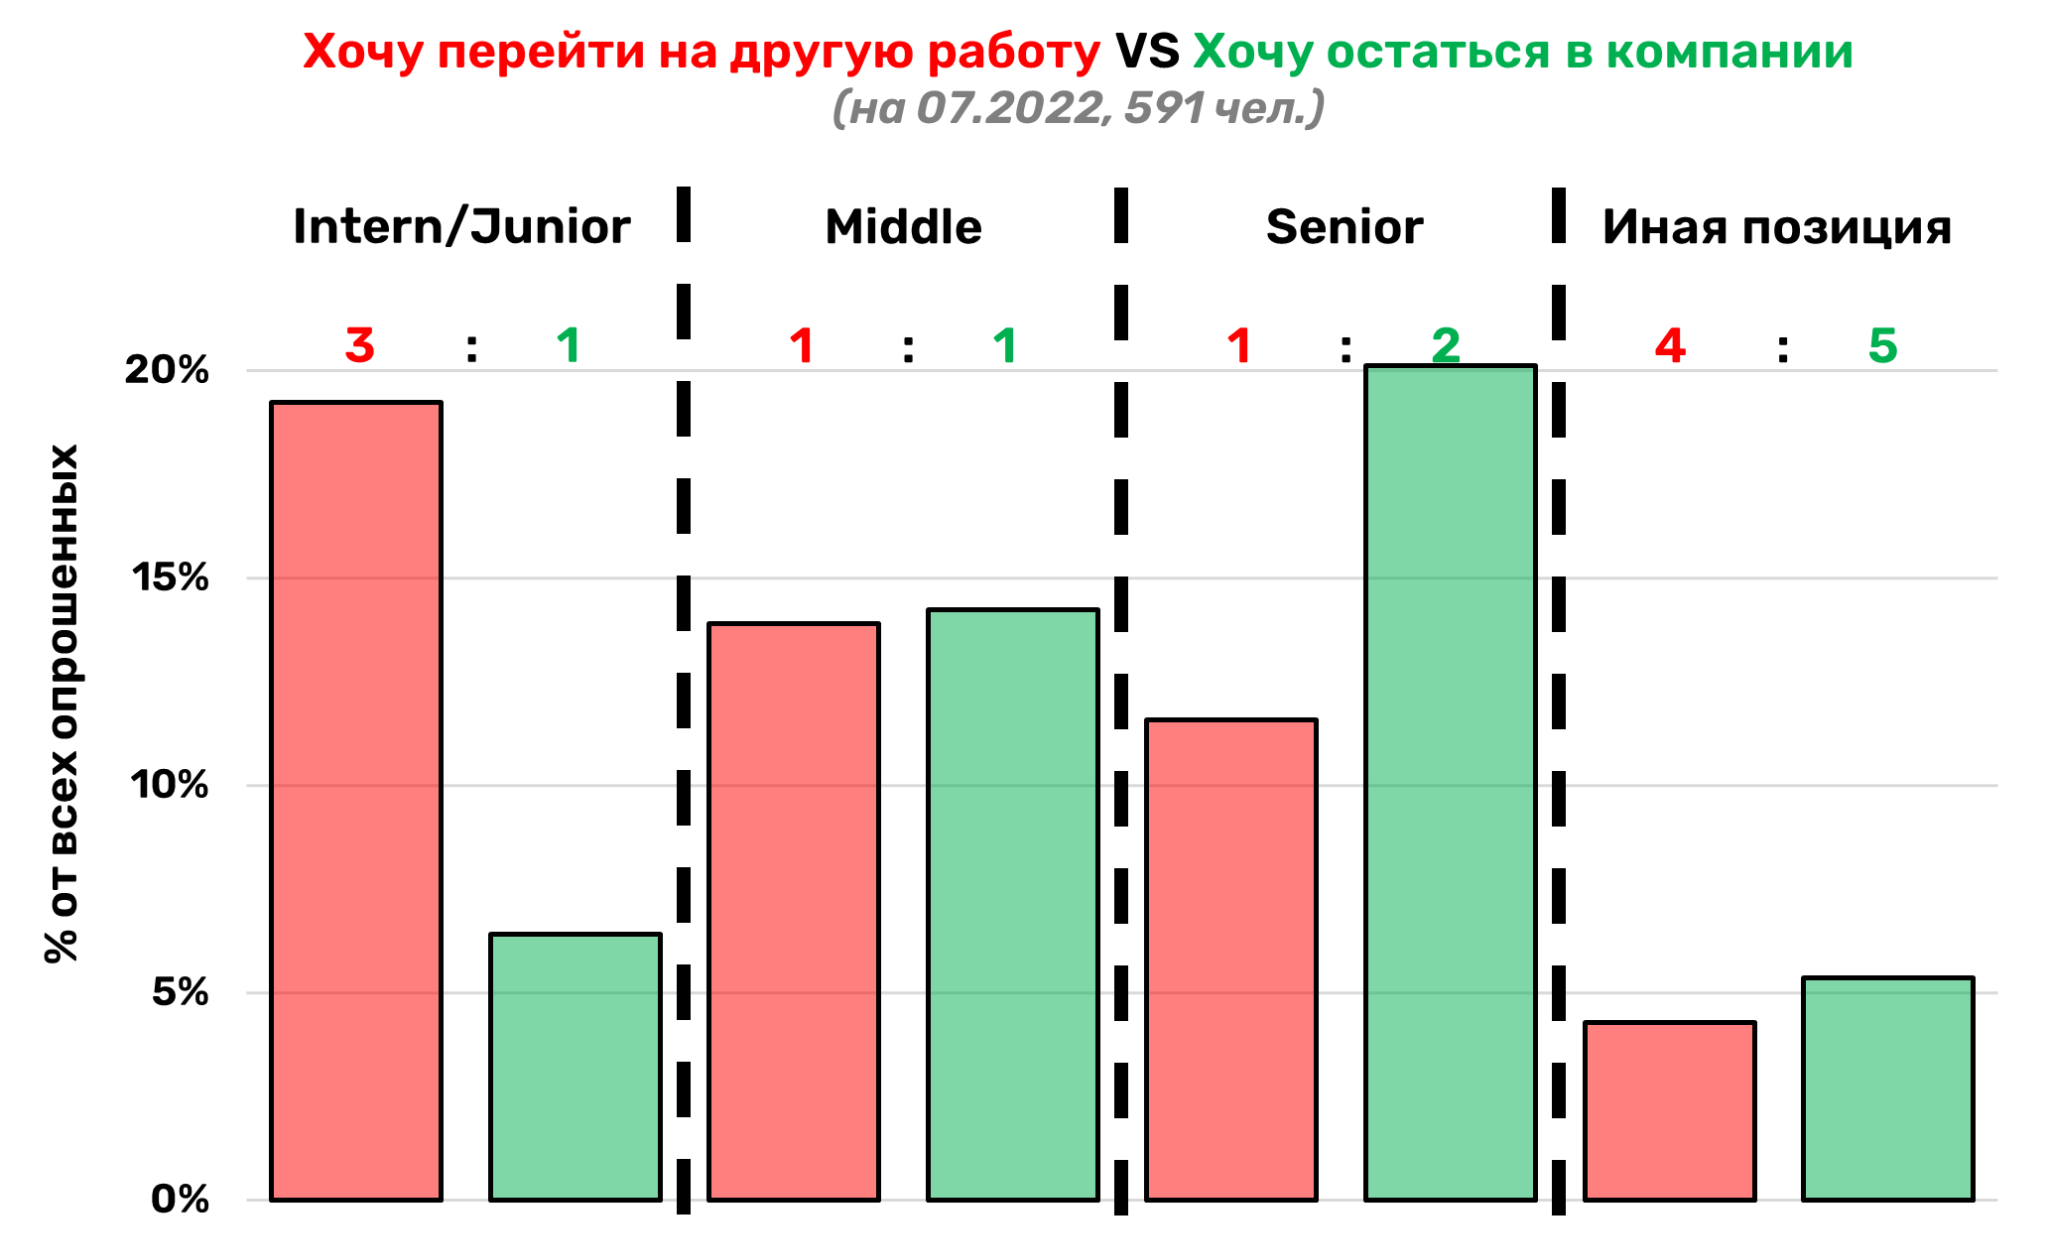 Хочу перейти на другую работу VS Хочу остаться в компании
(на 07.2022, 591 чел.)
Intern/Junior
Middle
Senior
Иная позиция
3 : 1
1 : 1
1 : 2
4 : 5
% от всех опрошенных
20%
15%
10%
5%
0%